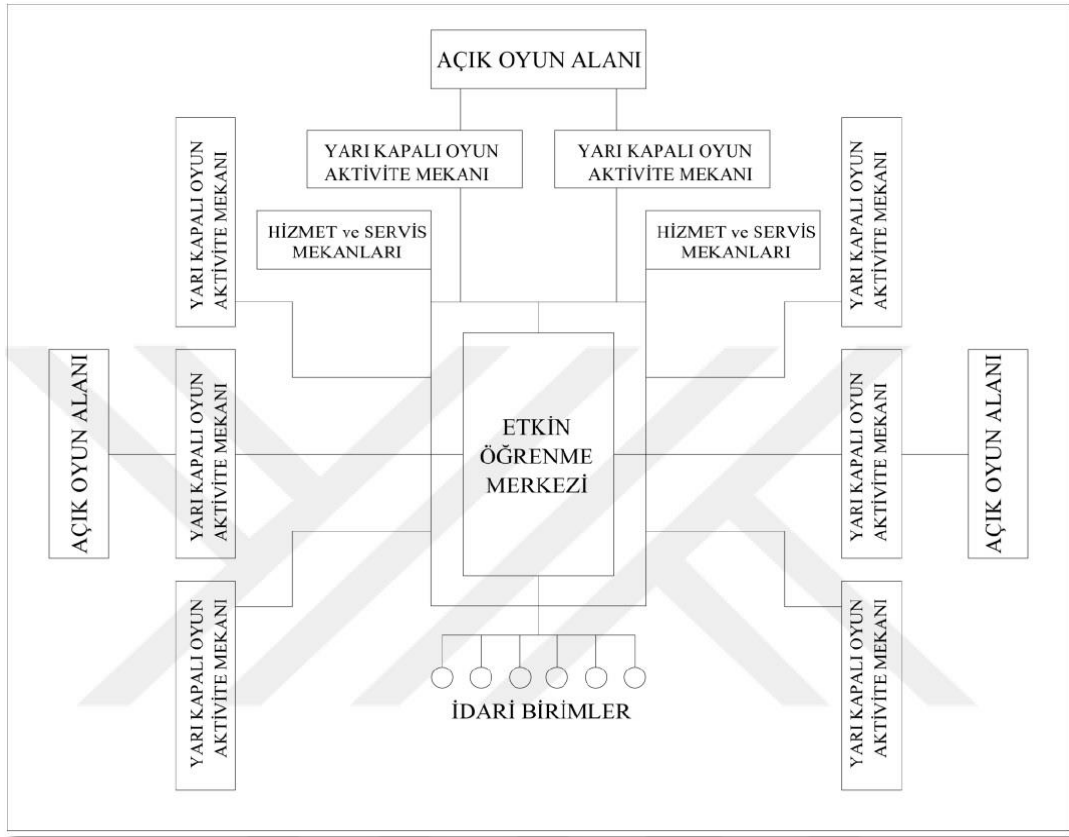 AÇIK OYUN ALANI
YARI KAPALI OYUN
AKTİVİTE MEKANI
YARI KAPALI OYUN
AKTİVİTE MEKANI
YARI KAPALI OYUN
AKTİVİTE MEKANI
YARI KAPALI OYUN
AKTİVİTE MEKANI
HİZMET ve SERVİS
MEKANLARI
HİZMET ve SERVİS
MEKANLARI
AÇIK OYUN ALANI
YARI KAPALI OYUN
AKTİVİTE MEKANI
ETKİN
ÖĞRENME
MERKEZİ
YARI KAPALI OYUN
AKTİVİTE MEKANI
AÇIK OYUN ALANI
YARI KAPALI OYUN
AKTİVİTE MEKANI
YARI KAPALI OYUN
AKTİVİTE MEKANI
İDARİ BİRİMLER